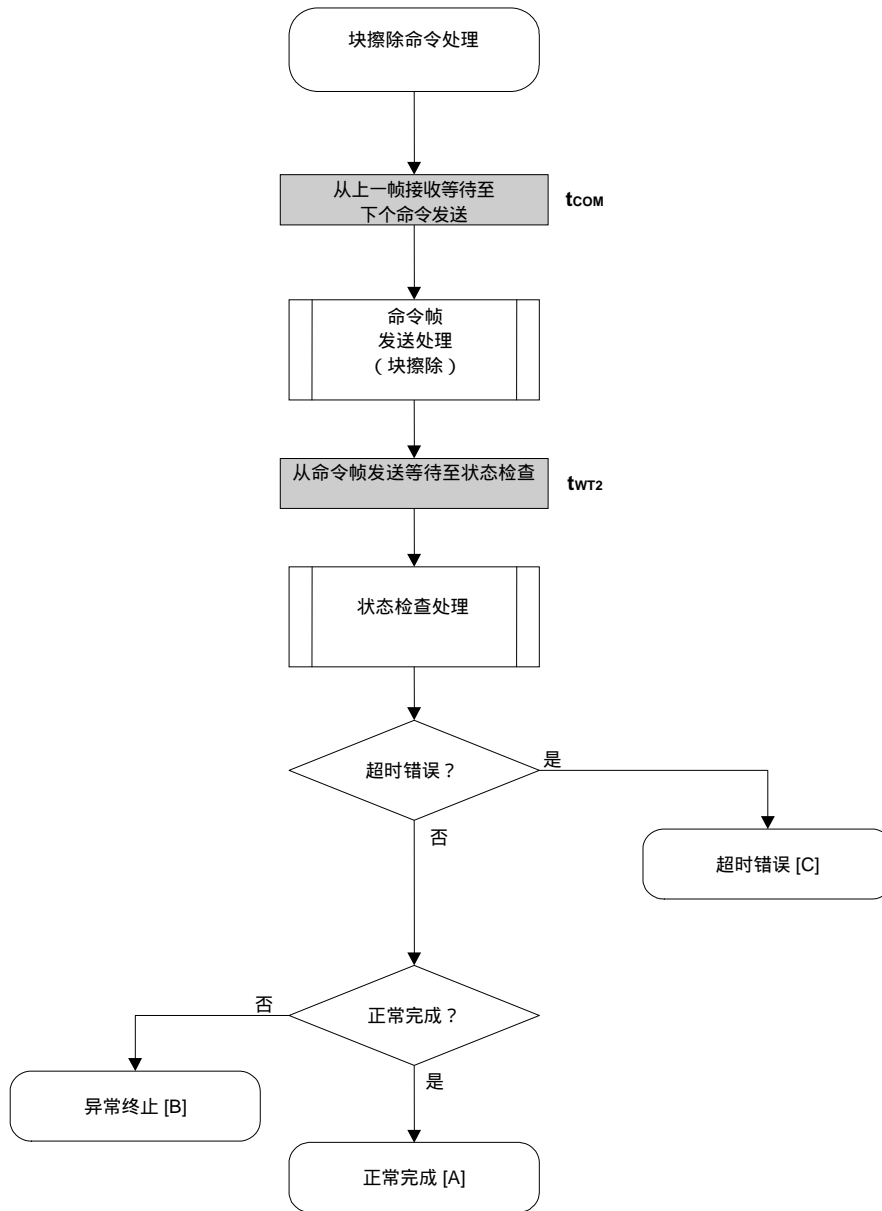 块擦除命令处理
从上一帧接收等待至
下个命令发送
tCOM
命令帧
发送处理
（块擦除）
从命令帧发送等待至状态检查
tWT2
状态检查处理
超时错误？
是
否
超时错误 [C]
正常完成？
否
是
异常终止 [B]
正常完成 [A]